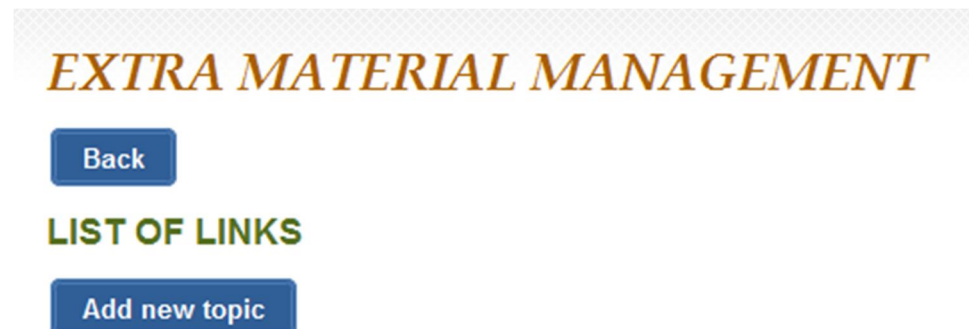 EXTRA MATERIAL MANAGEMENT
Back
LIST OF LINKS
Add new topic